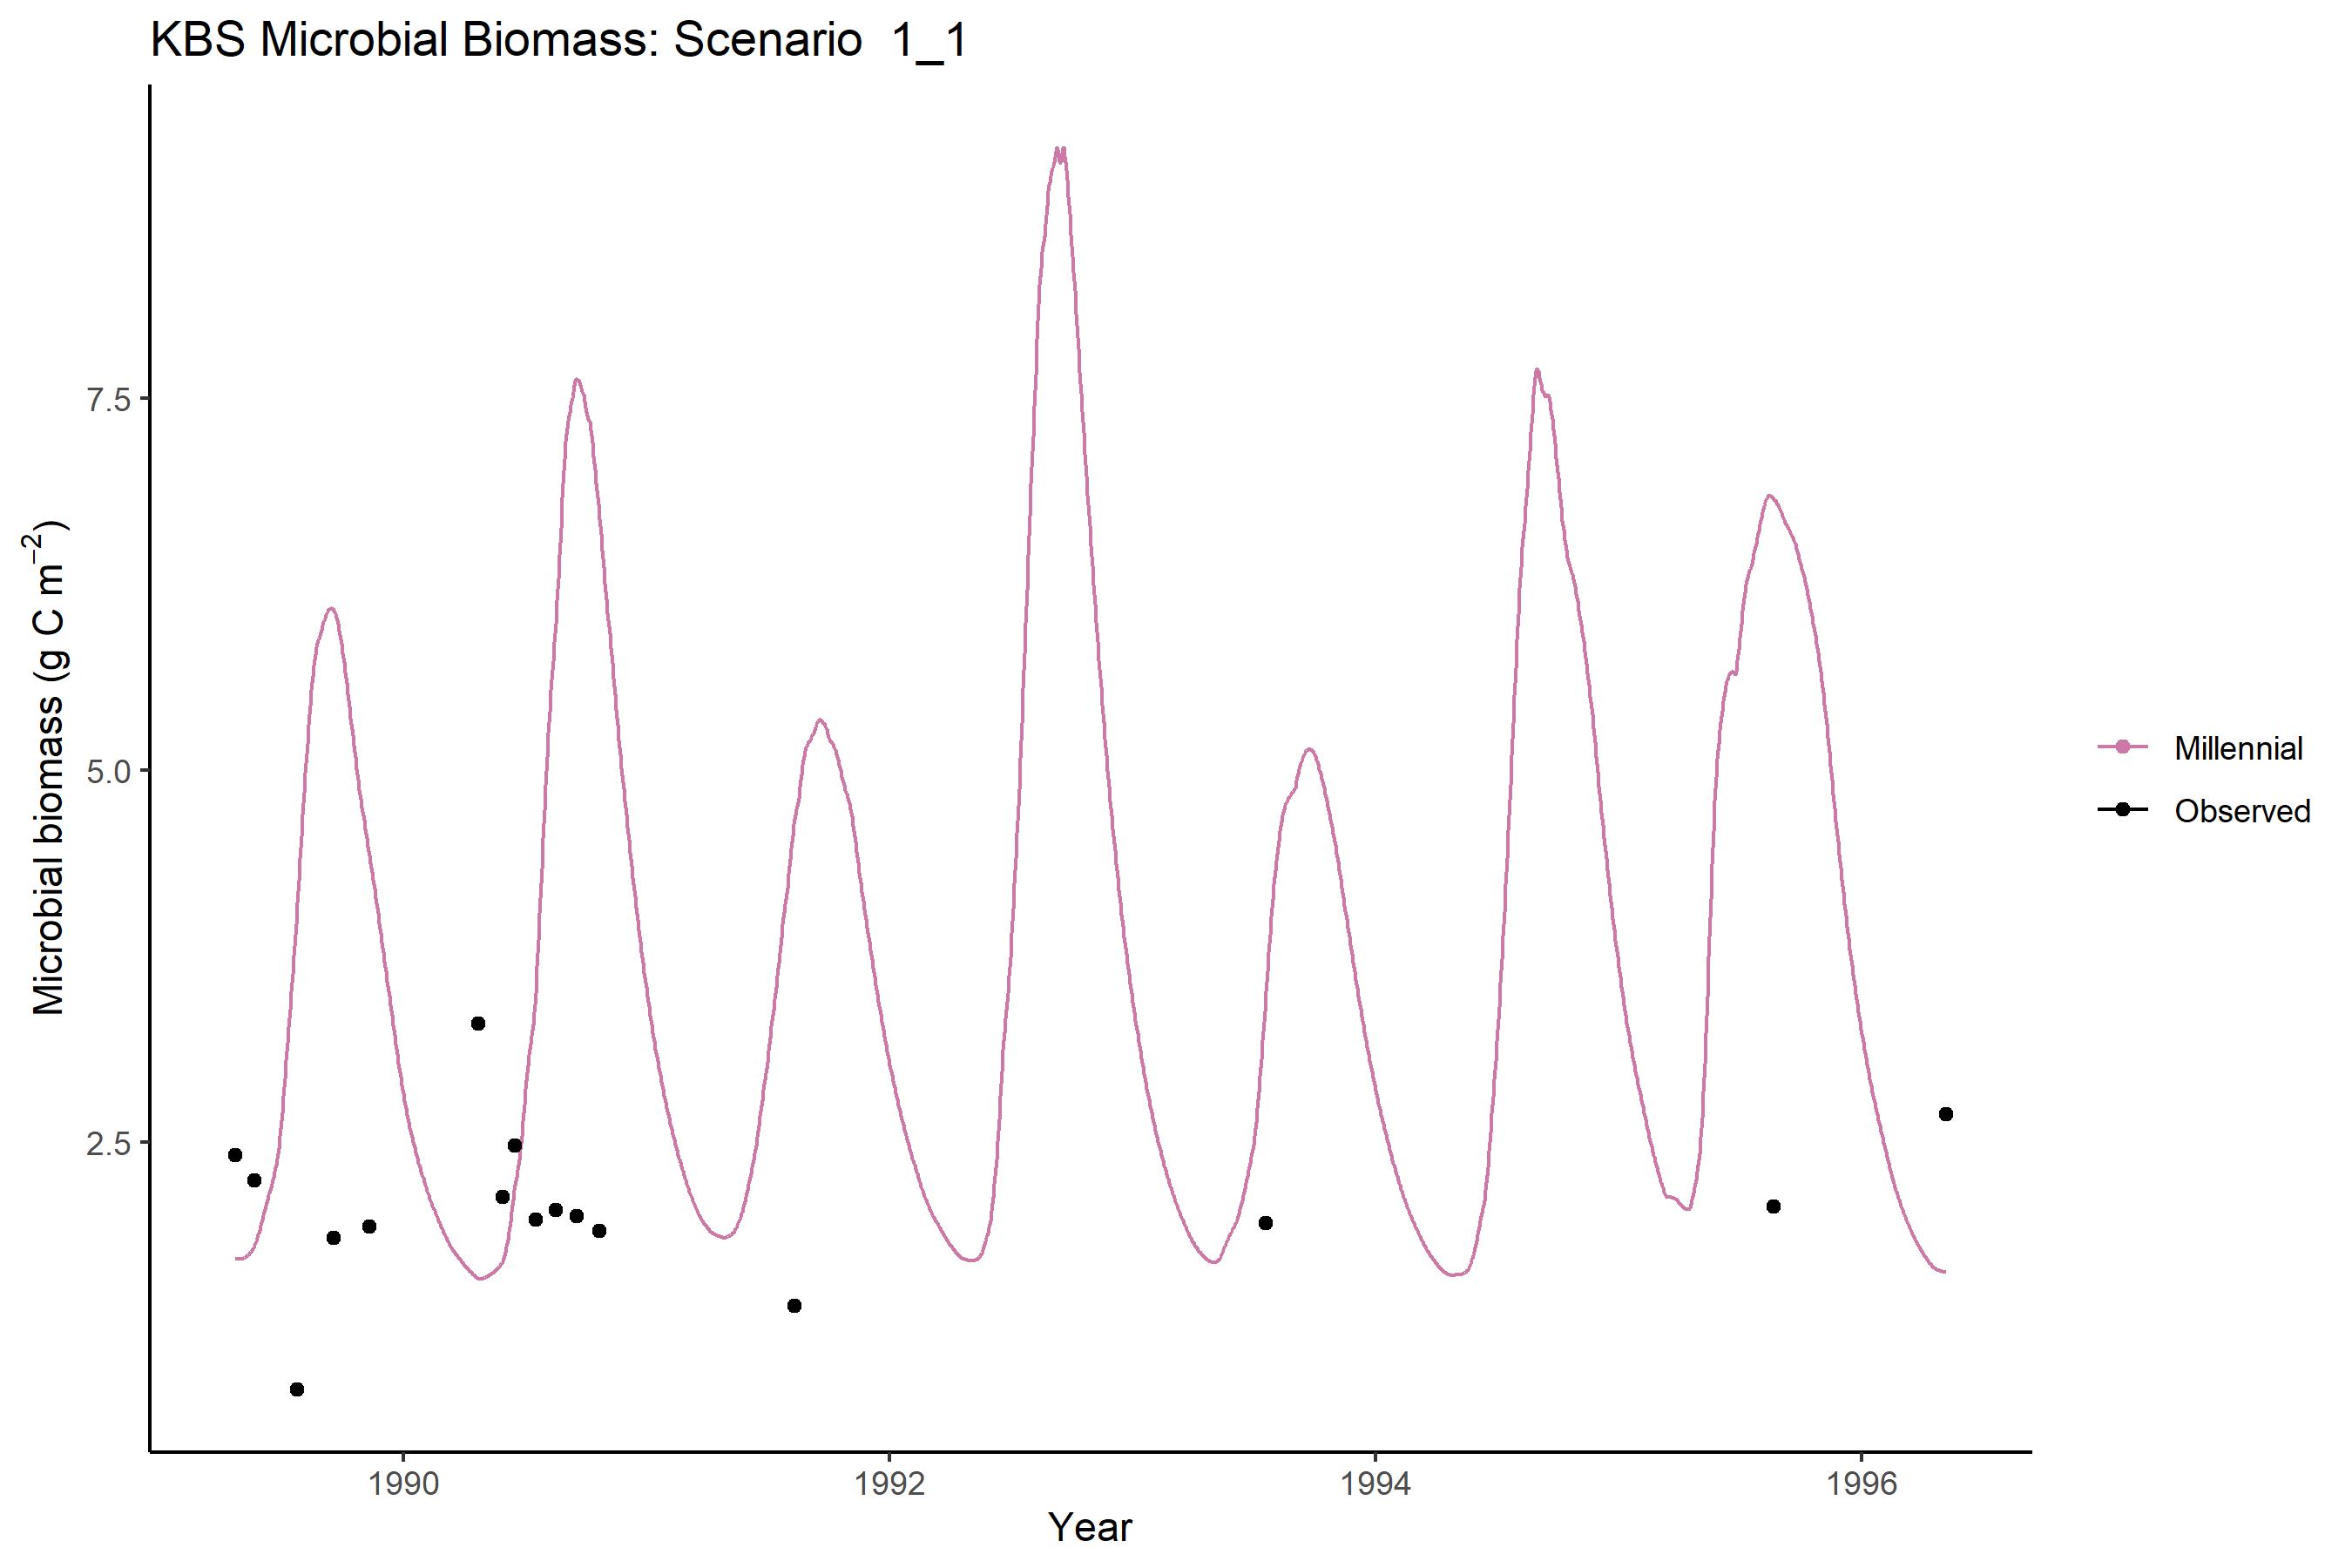 KBS Microbial Biomass: Scenario  1_1
Microbial biomass (g C m⁻²)
7.5
5.0
2.5
1990
1992
1994
1996
Year
Millennial
Observed